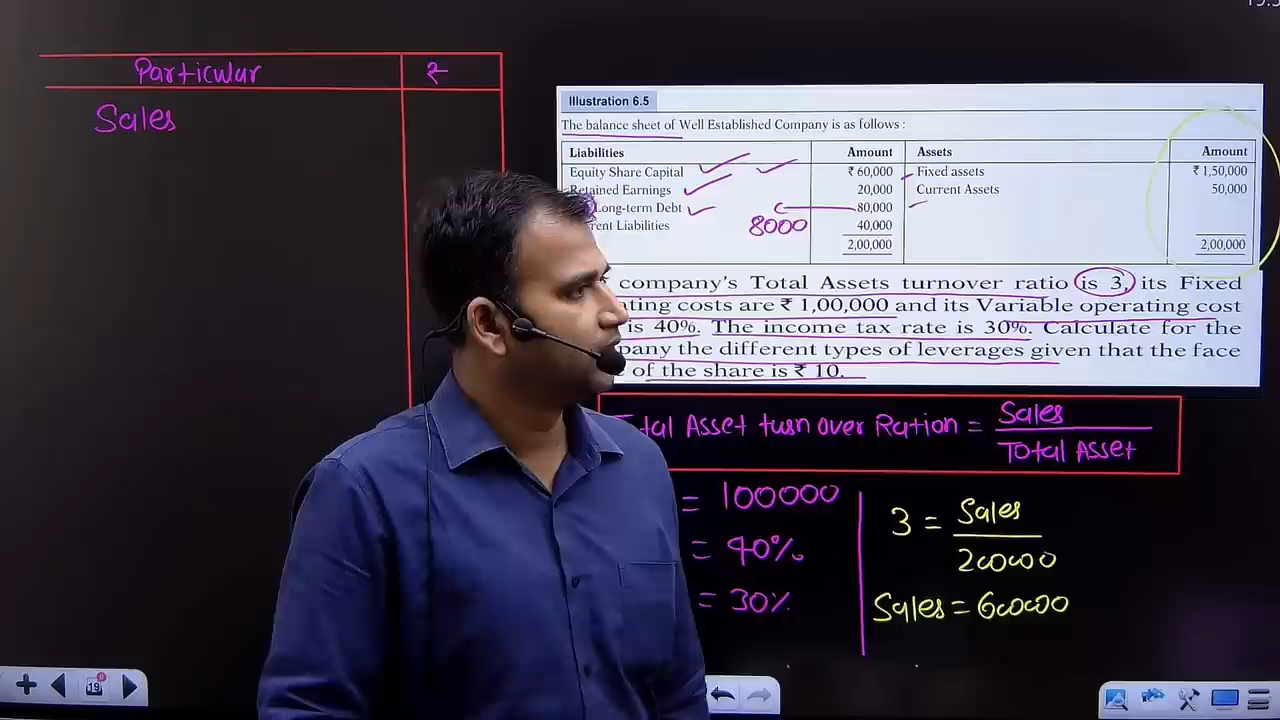 Particular ₹
Sales
Illustration 6.5
The balance sheet of Well Established Company is as follows :
Liabilities Amount Assets Amount
Equity Share Capital ₹ 60,000 Fixed assets ₹ 1,50,000
Retained Earnings 20,000 Current Assets 50,000
Long-term Debt 80,000
8000 40,000
2,00,000 2,00,000
company's Total Assets turnover ratio is 3, its Fixed
costs are ₹ 1,00,000 and its Variable operating cost
is 40%. The income tax rate is 30%. Calculate for the
the different types of leverages given that the face
of the share is ₹ 10.
Asset turn over Ration = Sales
Total Asset
= 100000
= 40%
= 30%
3 = Sales
200000
Sales = 600000
19